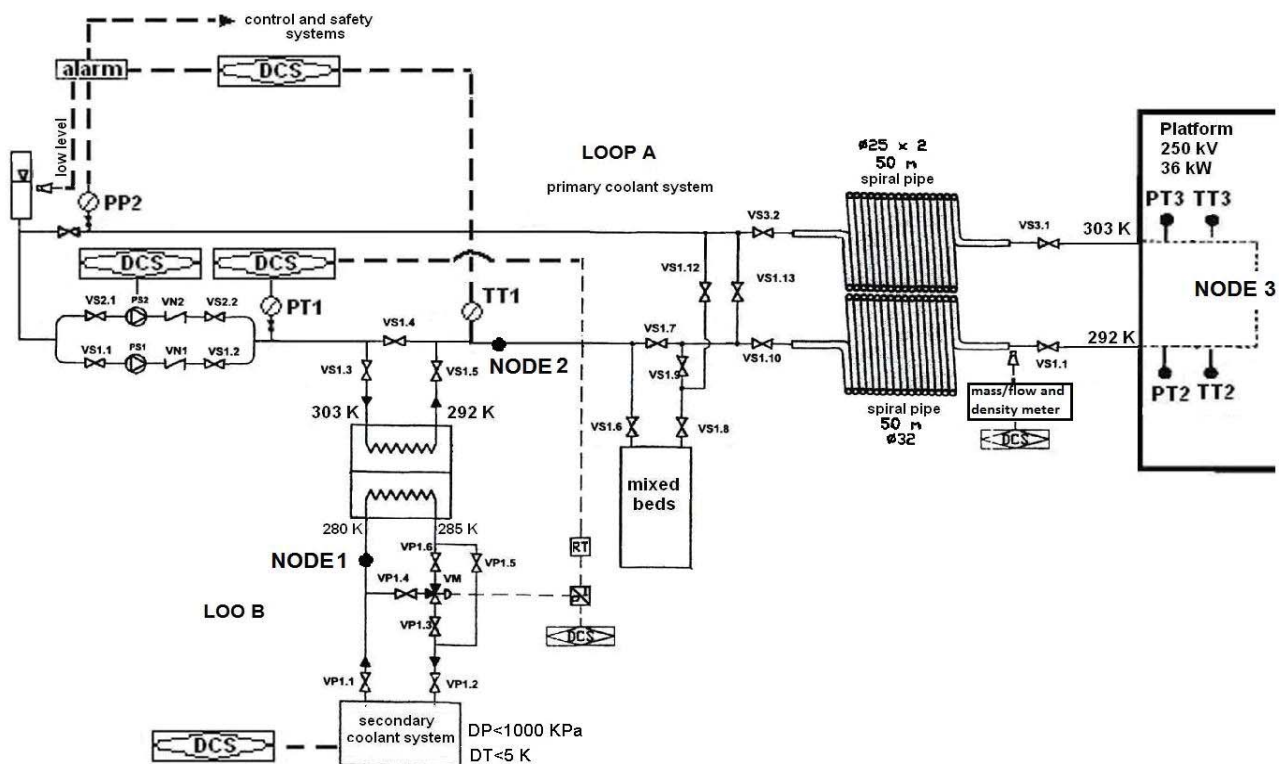 control and safety
systems
alarm
DCS
low level
PP2
LOOP A
primary coolant system
ø25 x 2
50 m
spiral pipe
Platform
250 kV
36 kW
PT3
TT3
VS3.2
VS3.1
303 K
DCS
DCS
VS1.12
VS1.13
NODE 3
VS2.1
PS2
VN2
VS2.2
PT1
TT1
VS1.4
VS1.7
292 K
VS1.1
PS1
VN1
VS1.2
NODE 2
VS1.10
VS1.1
VS1.3
VS1.5
VS1.9
PT2
TT2
mass/flow and
density meter
303 K
292 K
VS1.6
VS1.8
spiral pipe
50 m
ø32
DCS
mixed
beds
280 K
285 K
NODE 1
VP1.6
VP1.5
RT
VP1.4
VM
LOO B
VP1.3
DCS
VP1.1
VP1.2
secondary
coolant system
DP<1000 KPa
DT<5 K
DCS